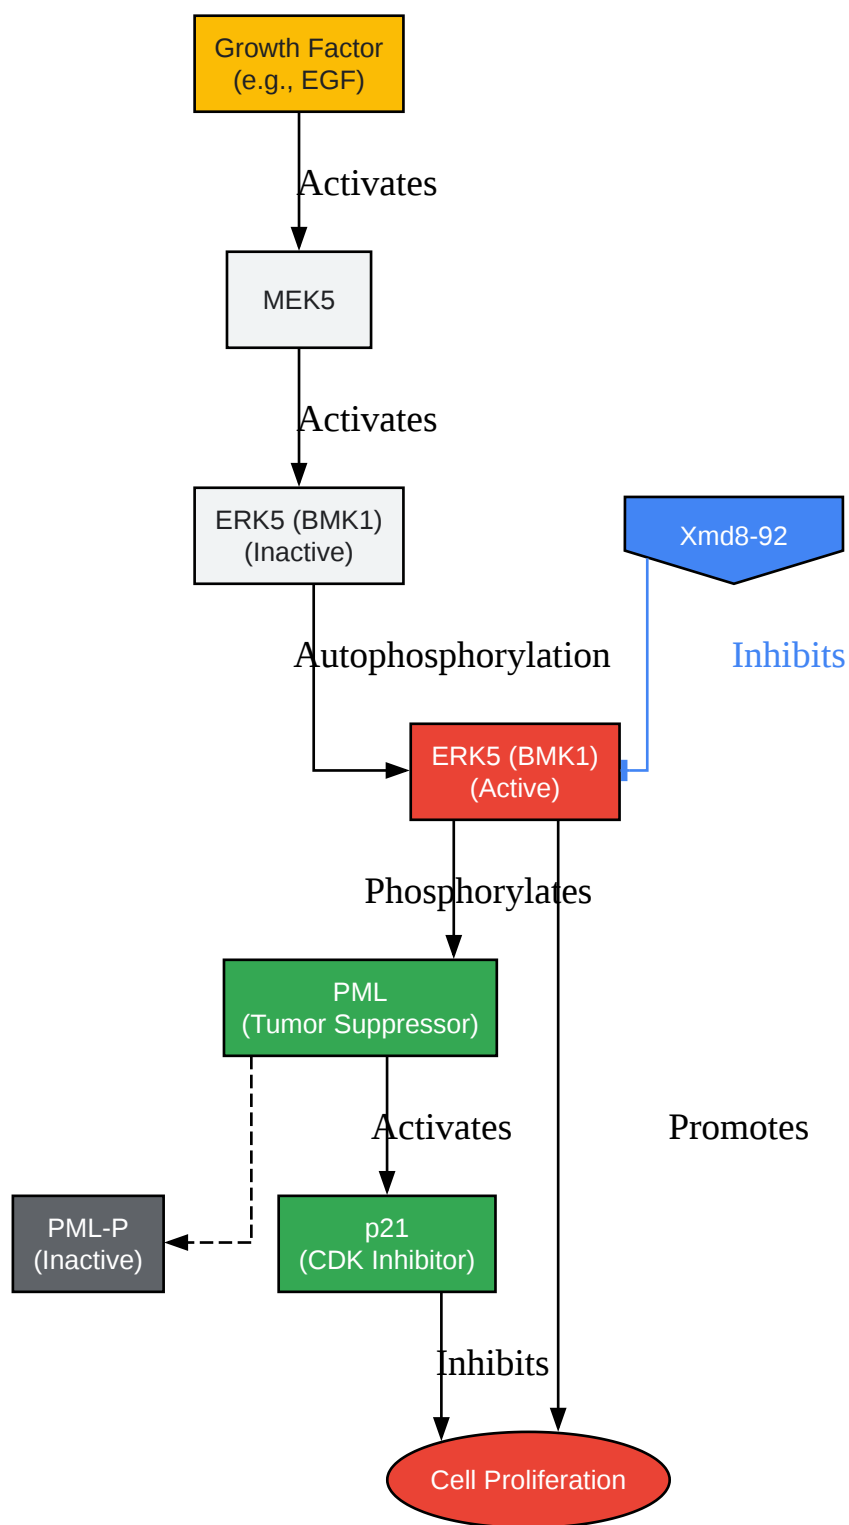 Growth Factor
(e.g., EGF)
Activates
MEK5
Activates
ERK5 (BMK1)
(Inactive)
Xmd8-92
Autophosphorylation
Inhibits
ERK5 (BMK1)
(Active)
Phosphorylates
PML
(Tumor Suppressor)
Activates
Promotes
PML-P
(Inactive)
p21
(CDK Inhibitor)
Inhibits
Cell Proliferation